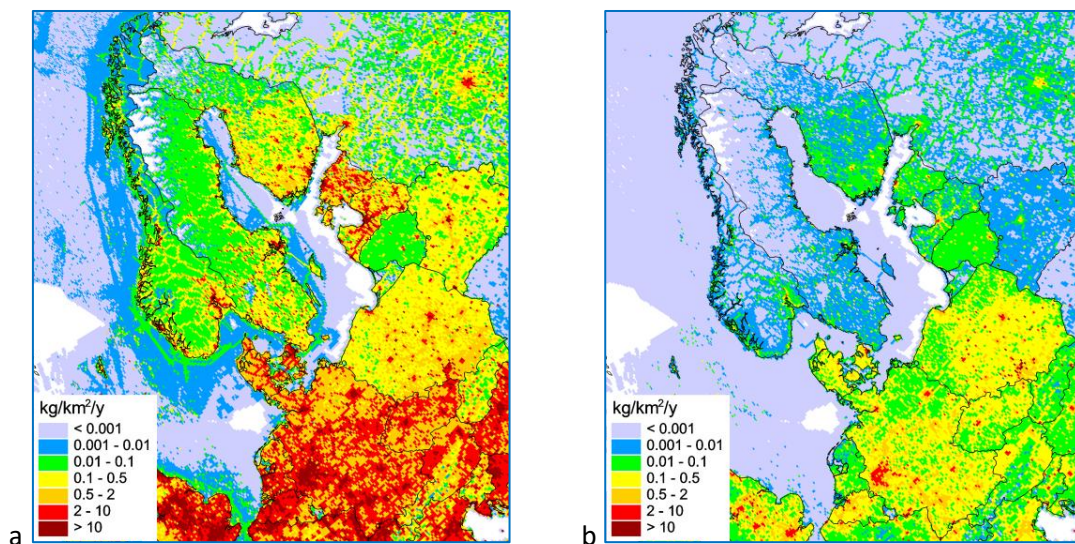 kg/km²/y
< 0.001
0.001 - 0.01
0.01 - 0.1
0.1 - 0.5
0.5 - 2
2 - 10
> 10
a
kg/km²/y
< 0.001
0.001 - 0.01
0.01 - 0.1
0.1 - 0.5
0.5 - 2
2 - 10
> 10
b